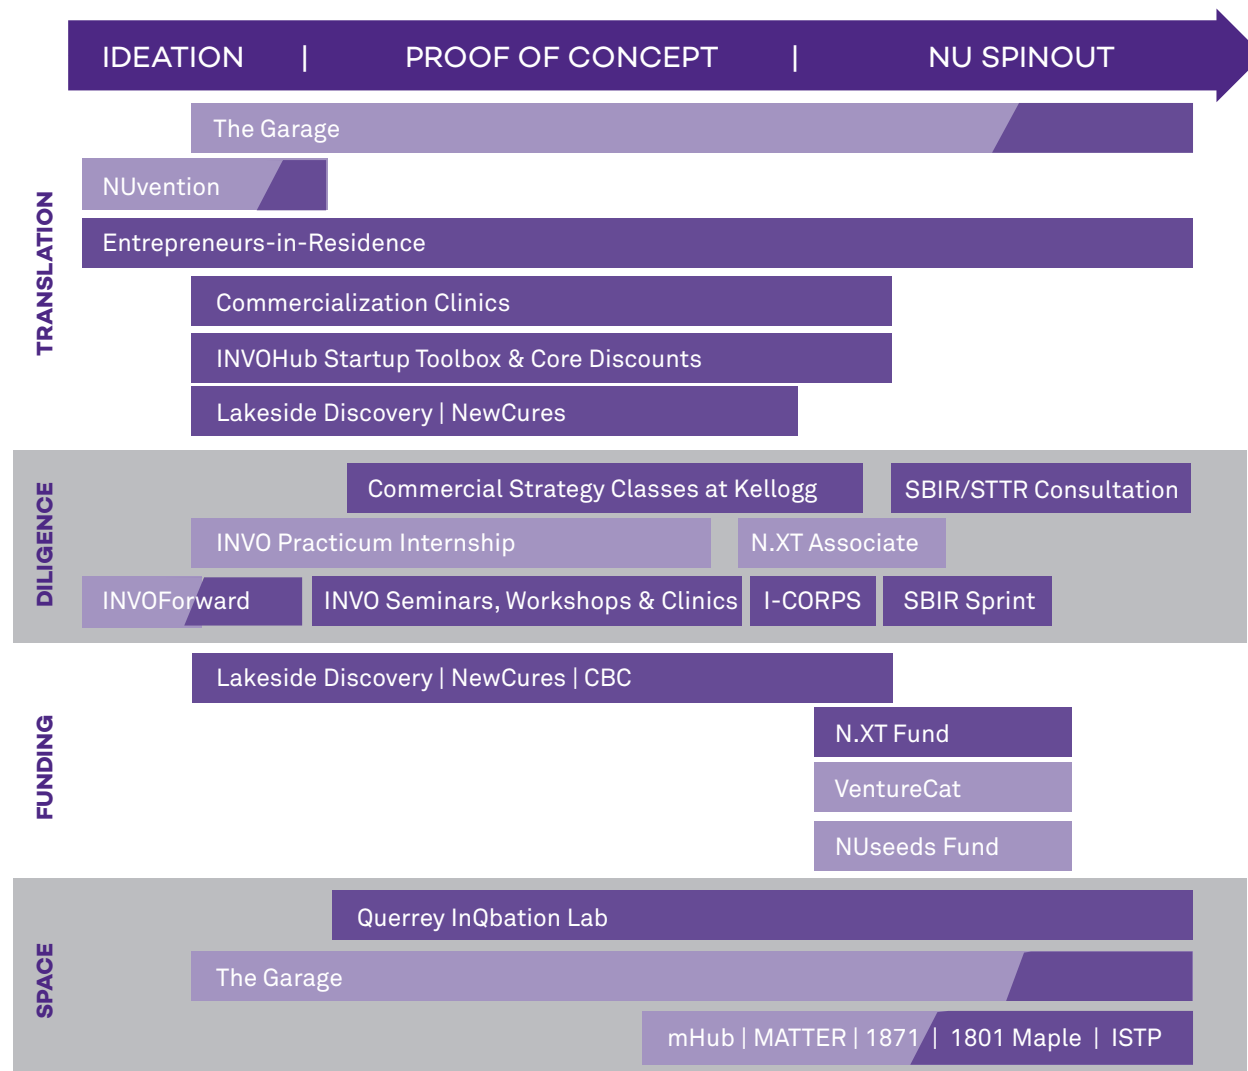 IDEATION | PROOF OF CONCEPT | NU SPINOUT
TRANSLATION
The Garage
NUvention
Entrepreneurs-in-Residence
Commercialization Clinics
INVOHub Startup Toolbox & Core Discounts
Lakeside Discovery | NewCures
DILIGENCE
Commercial Strategy Classes at Kellogg
SBIR/STTR Consultation
INVO Practicum Internship
N.XT Associate
INVOForward
INVO Seminars, Workshops & Clinics
I-CORPS
SBIR Sprint
FUNDING
Lakeside Discovery | NewCures | CBC
N.XT Fund
VentureCat
NUseeds Fund
SPACE
Querrey InQbation Lab
The Garage
mHub | MATTER | 1871 | 1801 Maple | ISTP